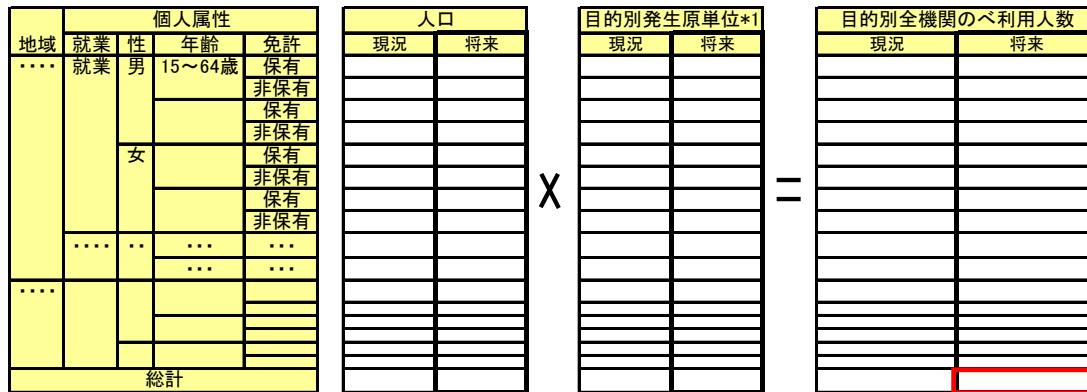 個人属性 人口 目的別発生原単位*1 目的別全機関のべ利用人数
地域 就業 性 年齢 免許 現況 将来 現況 将来 現況 将来
‥‥ 就業 男 15～64歳 保有
非保有
保有
非保有
女 保有
非保有
保有
非保有
‥‥ ‥ … …
… …
‥‥
総計
X =